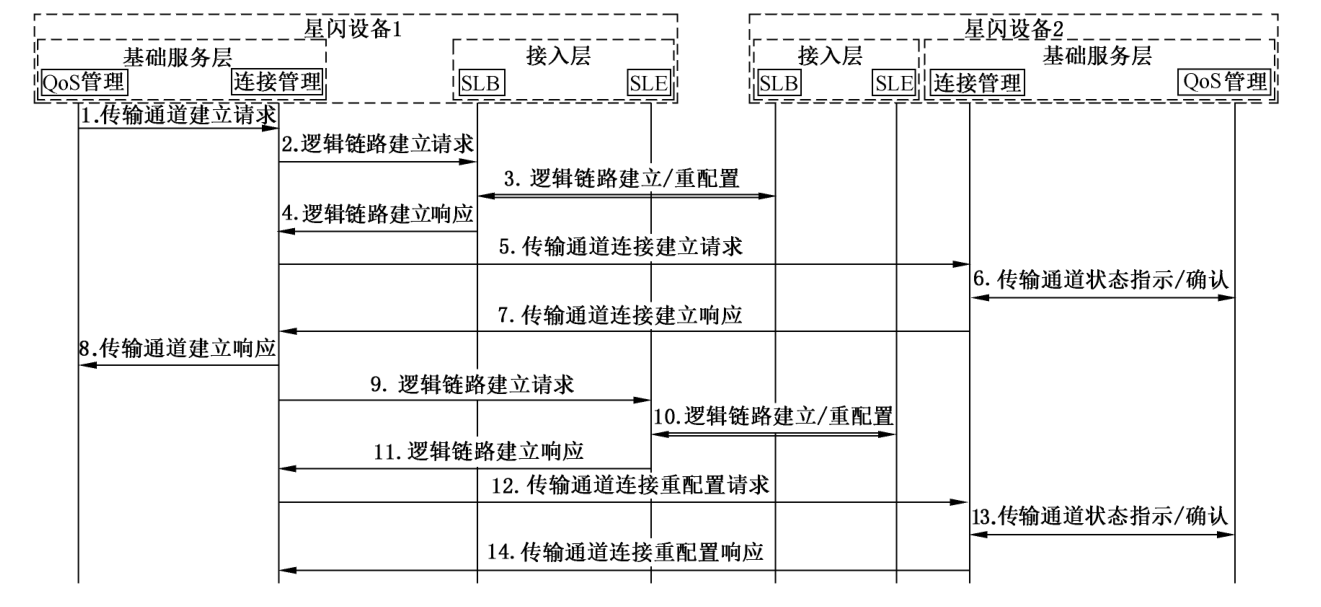 星闪设备1
星闪设备2
基础服务层
接入层
接入层
基础服务层
QoS管理
连接管理
SLB
SLE
SLB
SLE
连接管理
QoS管理
1.传输通道建立请求
2.逻辑链路建立请求
3. 逻辑链路建立/重配置
4.逻辑链路建立响应
5.传输通道连接建立请求
6.传输通道状态指示/确认
7.传输通道连接建立响应
8.传输通道建立响应
9. 逻辑链路建立请求
10.逻辑链路建立/重配置
11.逻辑链路建立响应
12.传输通道连接重配置请求
13.传输通道状态指示/确认
14.传输通道连接重配置响应